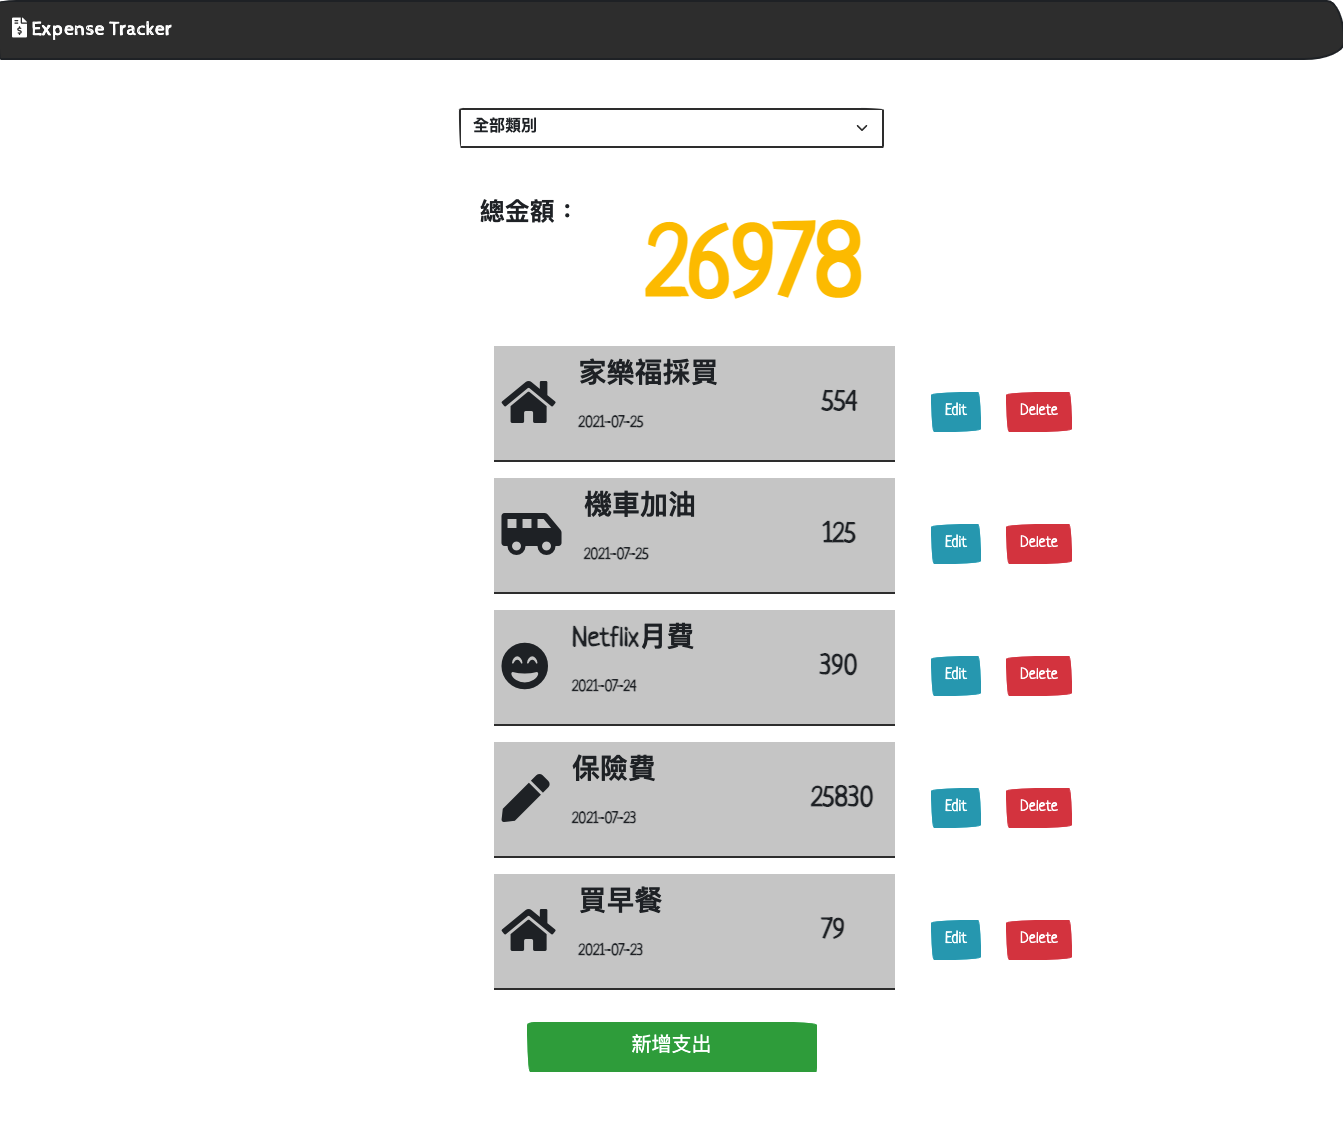 Expense Tracker
全部類別
總金額：
26978
家樂福採買
554
2021-07-25
Edit
Delete
機車加油
125
2021-07-25
Edit
Delete
Netflix月費
390
2021-07-24
Edit
Delete
保險費
25830
2021-07-23
Edit
Delete
買早餐
79
2021-07-23
Edit
Delete
新增支出